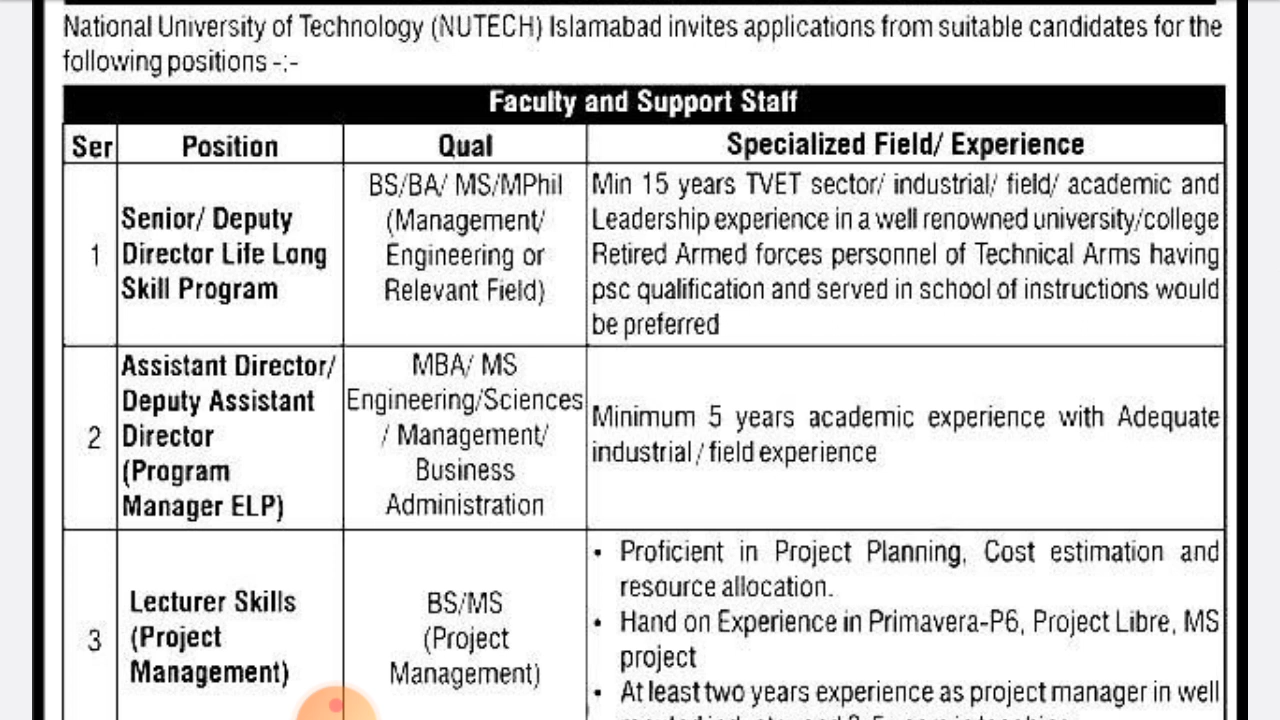 National University of Technology (NUTECH) Islamabad invites applications from suitable candidates for the
following positions -:-
Faculty and Support Staff
Ser Position Qual Specialized Field/ Experience
1
Senior/ Deputy
Director Life Long
Skill Program
BS/BA/ MS/MPhil
(Management/
Engineering or
Relevant Field)
Min 15 years TVET sector/ industrial/ field/ academic and
Leadership experience in a well renowned university/college
Retired Armed forces personnel of Technical Arms having
psc qualification and served in school of instructions would
be preferred
2
Assistant Director/
Deputy Assistant
Director
(Program
Manager ELP)
MBA/ MS
Engineering/Sciences
/ Management/
Business
Administration
Minimum 5 years academic experience with Adequate
industrial / field experience
3
Lecturer Skills
(Project
Management)
BS/MS
(Project
Management)
• Proficient in Project Planning, Cost estimation and
resource allocation.
• Hand on Experience in Primavera-P6, Project Libre, MS
project
• At least two years experience as project manager in well